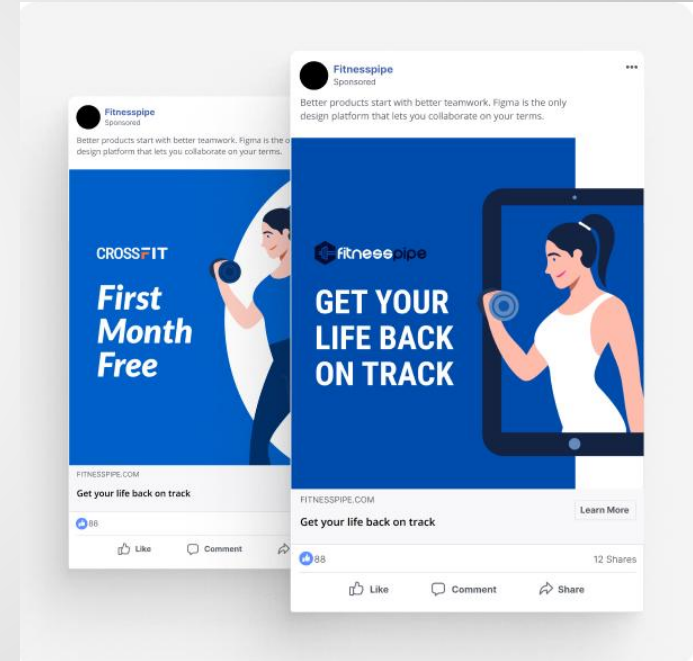 Fitnesspipe
Sponsored
Better products start with better teamwork. Figma is the o
design platform that lets you collaborate on your terms.
CROSSFIT
First
Month
Free
FITNESSPIPE.COM
Get your life back on track
86
Like Comment
Fitnesspipe
Sponsored
Better products start with better teamwork. Figma is the only
design platform that lets you collaborate on your terms.
fitnesspipe
GET YOUR
LIFE BACK
ON TRACK
FITNESSPIPE.COM
Learn More
Get your life back on track
88 12 Shares
Like Comment Share